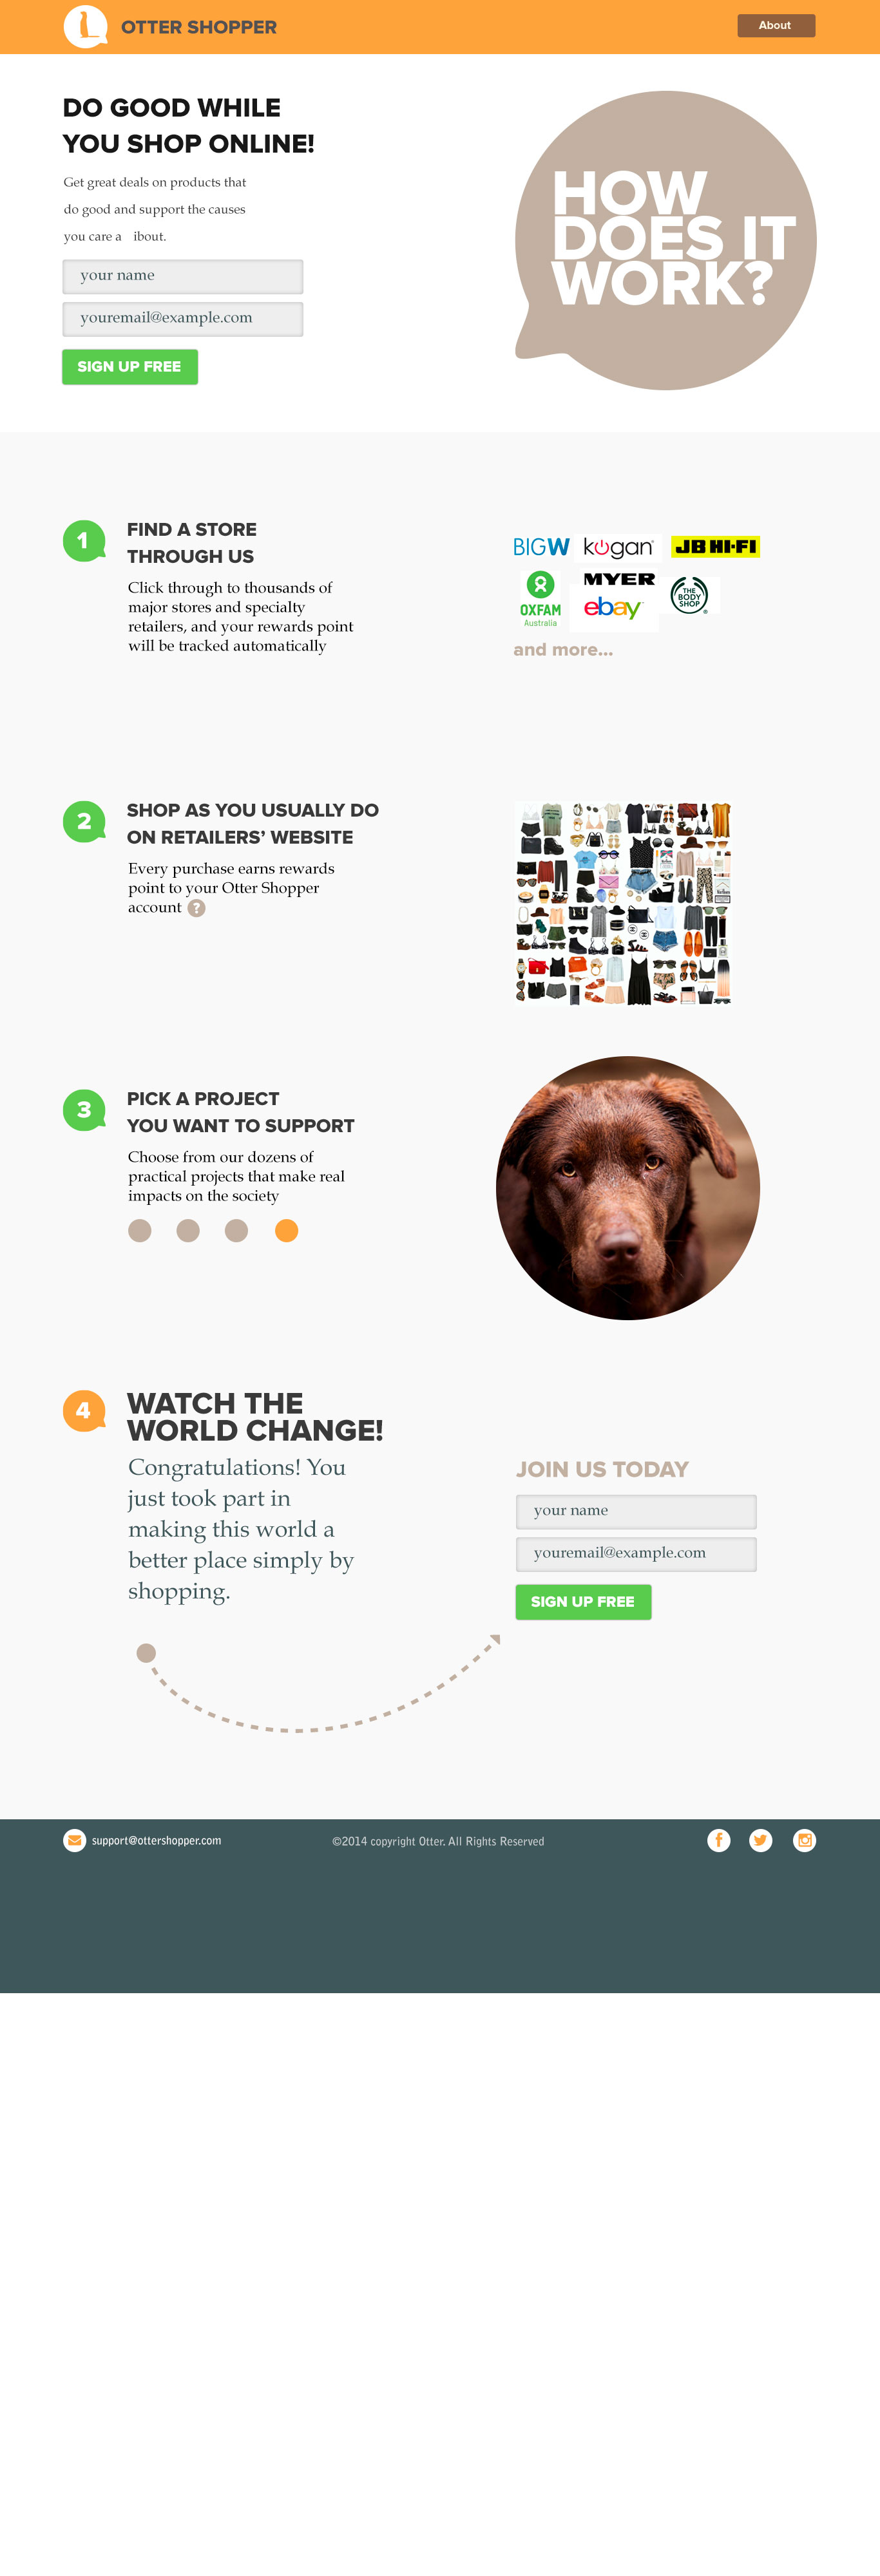 OTTER SHOPPER
About
DO GOOD WHILE
YOU SHOP ONLINE!
Get great deals on products that
do good and support the causes
you care a ibout.
your name
youremail@example.com
SIGN UP FREE
HOW
DOES IT
WORK?
1
FIND A STORE
THROUGH US
Click through to thousands of
major stores and specialty
retailers, and your rewards point
will be tracked automatically
BIGW
kogan
JB HI-FI
OXFAM
Australia
MYER
ebay
THE
BODY
SHOP
and more...
2
SHOP AS YOU USUALLY DO
ON RETAILERS’ WEBSITE
Every purchase earns rewards
point to your Otter Shopper
account ?
3
PICK A PROJECT
YOU WANT TO SUPPORT
Choose from our dozens of
practical projects that make real
impacts on the society
4
WATCH THE
WORLD CHANGE!
Congratulations! You
just took part in
making this world a
better place simply by
shopping.
JOIN US TODAY
your name
youremail@example.com
SIGN UP FREE
support@ottershopper.com
©2014 copyright Otter. All Rights Reserved